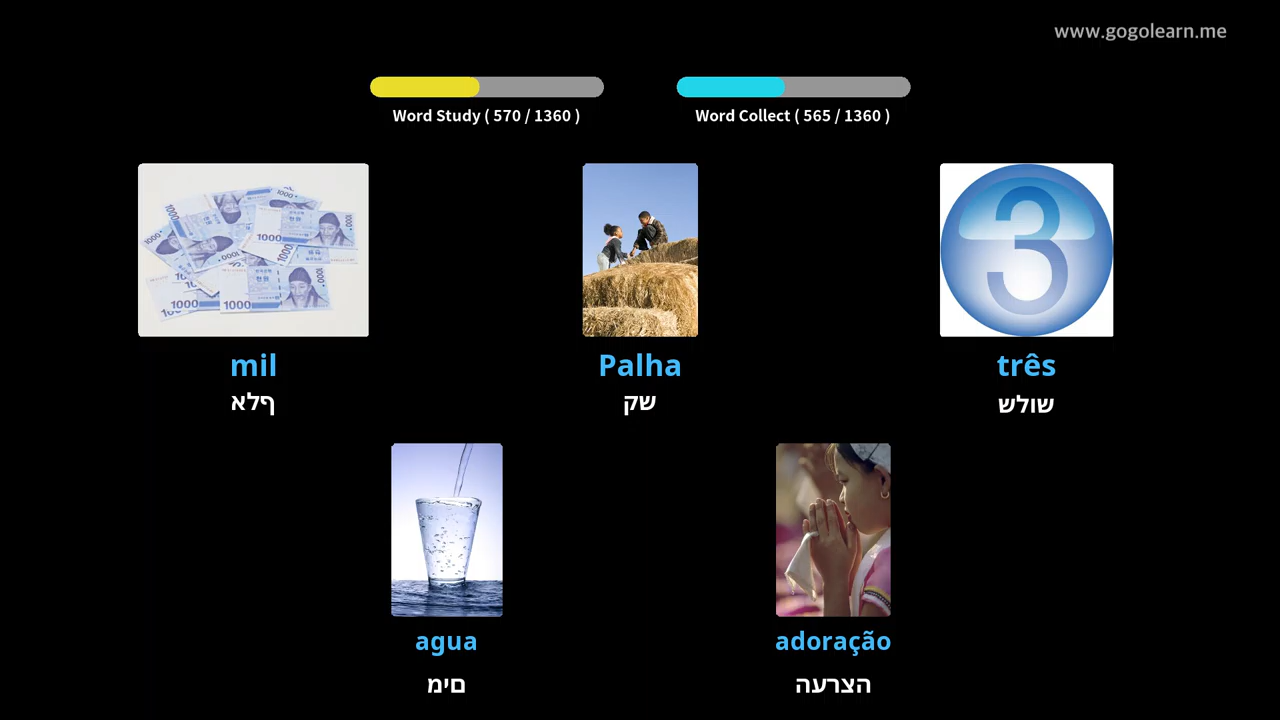 www.gogolearn.me
Word Study ( 570 / 1360 )
Word Collect ( 565 / 1360 )
mil
ףלא
Palha
שק
três
שולש
agua
םימ
adoração
הצרעה